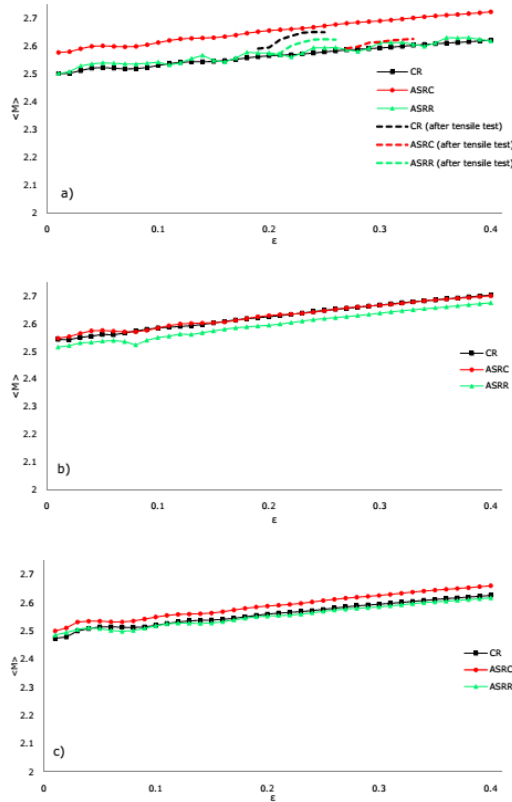 2.7
2.6
2.5
2.4
<M>
2.3
2.2
2.1
2
CR
ASRC
ASRR
CR (after tensile test)
ASRC (after tensile test)
ASRR (after tensile test)
a)
0 0.1 0.2 0.3 0.4
ε
2.7
2.6
2.5
2.4
<M>
2.3
2.2
2.1
2
CR
ASRC
ASRR
b)
0 0.1 0.2 0.3 0.4
ε
2.7
2.6
2.5
2.4
<M>
2.3
2.2
2.1
2
CR
ASRC
ASRR
c)
0 0.1 0.2 0.3 0.4
ε